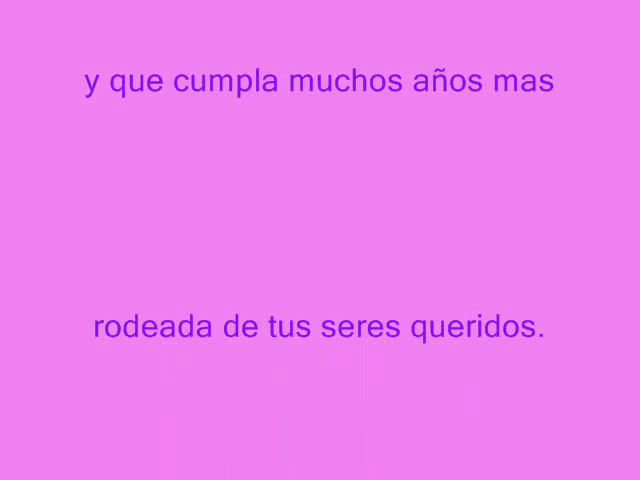 y que cumpla muchos años mas
rodeada de tus seres queridos.